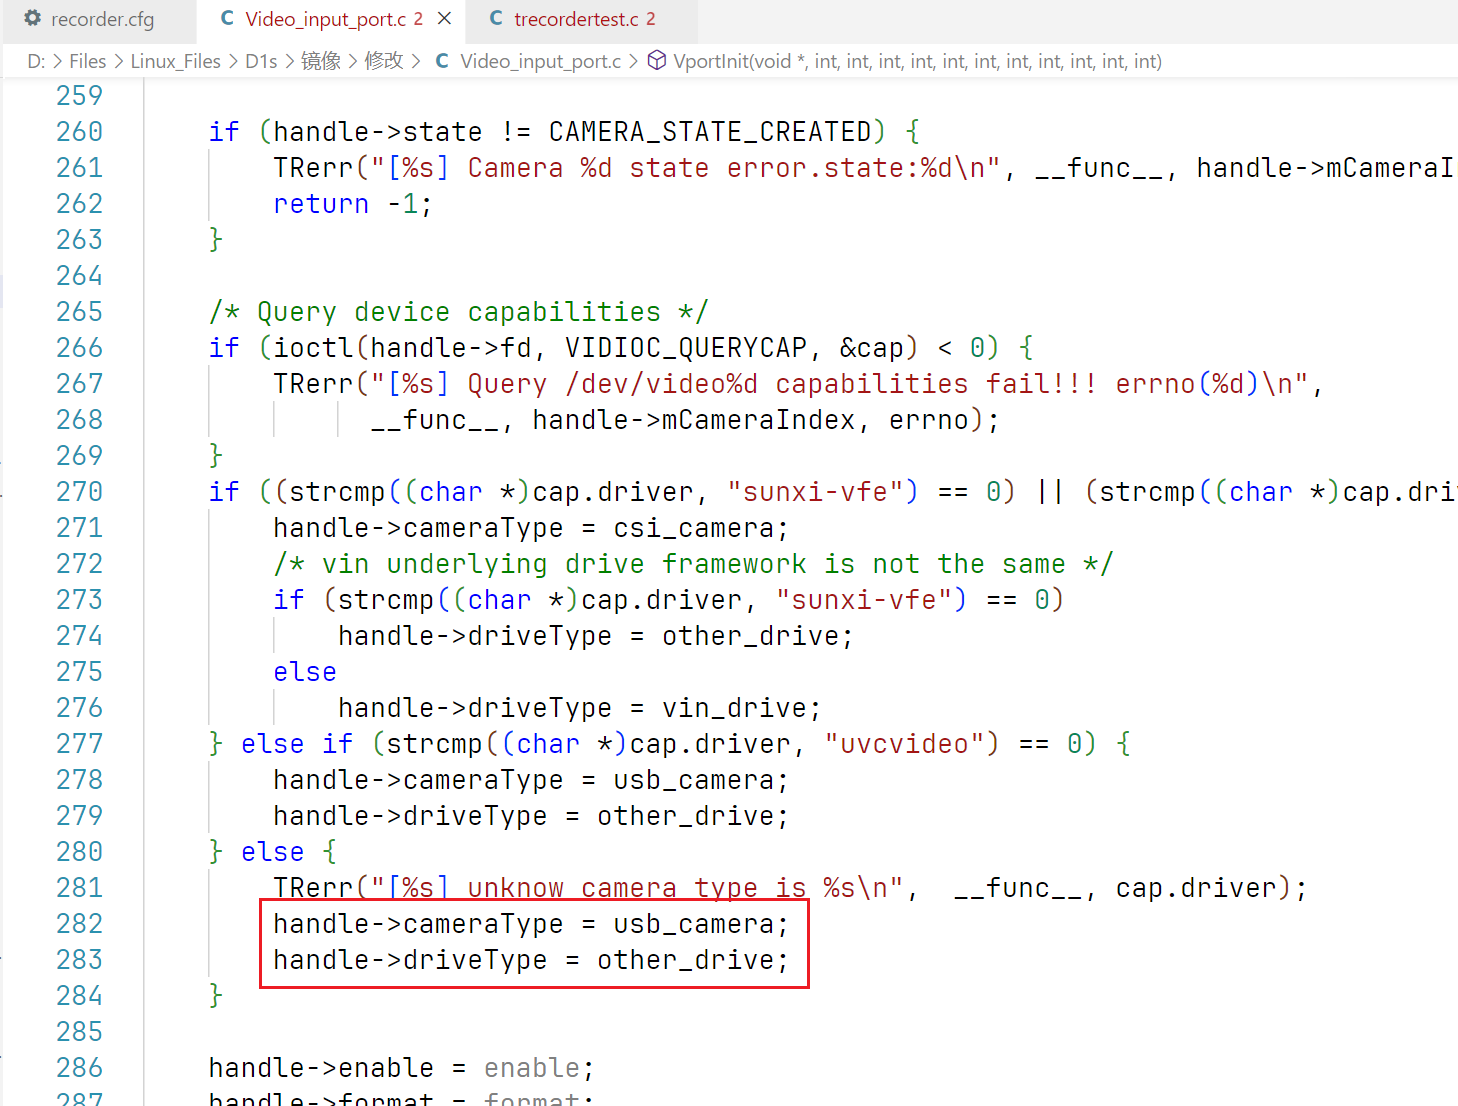 recorder.cfg C Video_input_port.c 2 × C trecordertest.c 2
D: > Files > Linux_Files > D1s > 镜像 > 修改 > C Video_input_port.c > VportInit(void *, int, int, int, int, int, int, int, int, int, int, int)
259
260 if (handle->state != CAMERA_STATE_CREATED) {
261 TRerr("[%s] Camera %d state error.state:%d\n", __func__, handle->mCameraI
262 return -1;
263 }
264
265 /* Query device capabilities */
266 if (ioctl(handle->fd, VIDIOC_QUERYCAP, &cap) < 0) {
267 TRerr("[%s] Query /dev/video%d capabilities fail!!! errno(%d)\n",
268 __func__, handle->mCameraIndex, errno);
269 }
270 if ((strcmp((char *)cap.driver, "sunxi-vfe") == 0) || (strcmp((char *)cap.dri
271 handle->cameraType = csi_camera;
272 /* vin underlying drive framework is not the same */
273 if (strcmp((char *)cap.driver, "sunxi-vfe") == 0)
274 handle->driveType = other_drive;
275 else
276 handle->driveType = vin_drive;
277 } else if (strcmp((char *)cap.driver, "uvcvideo") == 0) {
278 handle->cameraType = usb_camera;
279 handle->driveType = other_drive;
280 } else {
281 TRerr("[%s] unknow camera type is %s\n", __func__, cap.driver);
282 handle->cameraType = usb_camera;
283 handle->driveType = other_drive;
284 }
285
286 handle->enable = enable;
287 handle->format = format;